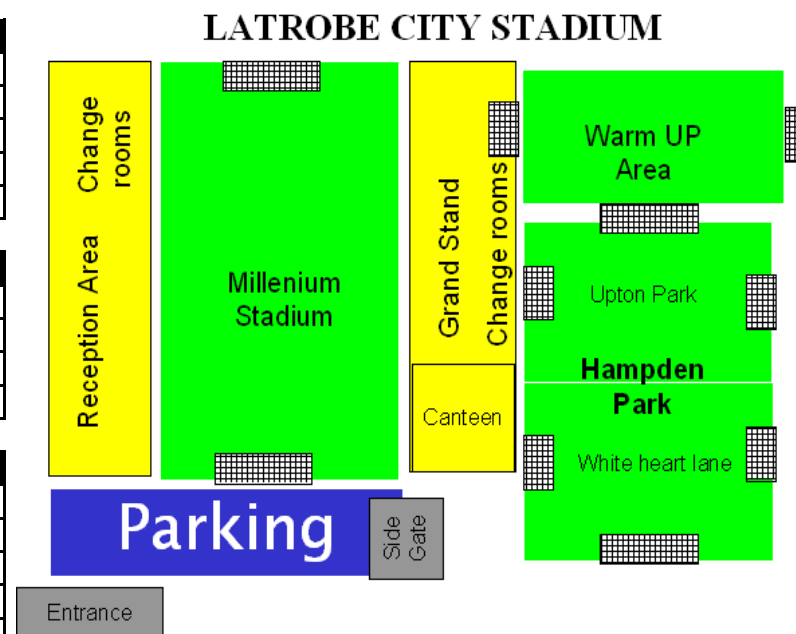 LATROBE CITY STADIUM
Change
rooms
Reception Area
Millenium
Stadium
Grand Stand
Change rooms
Canteen
Warm UP
Area
Upton Park
Hampden
Park
White heart lane
Parking
Side
Gate
Entrance